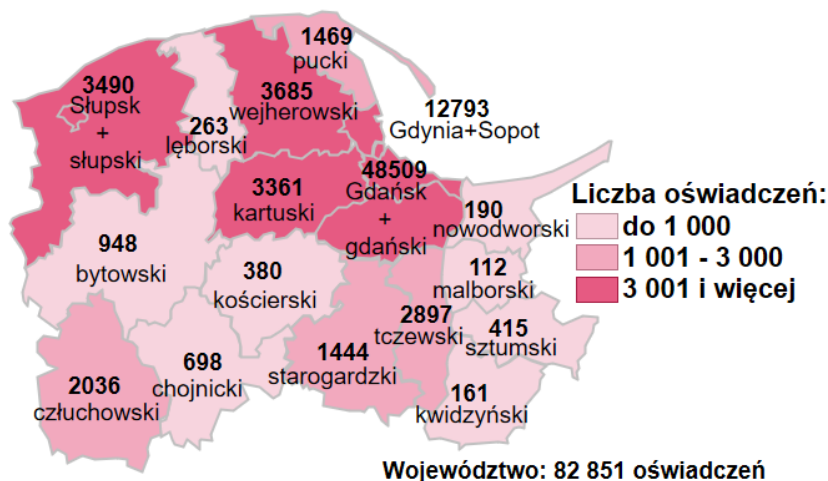 1469
pucki
3490
Słupsk
+
słupski
3685
wejherowski
263
lęborski
12793
Gdynia+Sopot
48509
Gdańsk
+
gdański
3361
kartuski
190
nowodworski
Liczba oświadczeń:
do 1 000
1 001 - 3 000
3 001 i więcej
948
bytowski
380
kościerski
112
malborski
2897
tczewski
415
sztumski
2036
człuchowski
698
chojnicki
1444
starogardzki
161
kwidzyński
Województwo: 82 851 oświadczeń